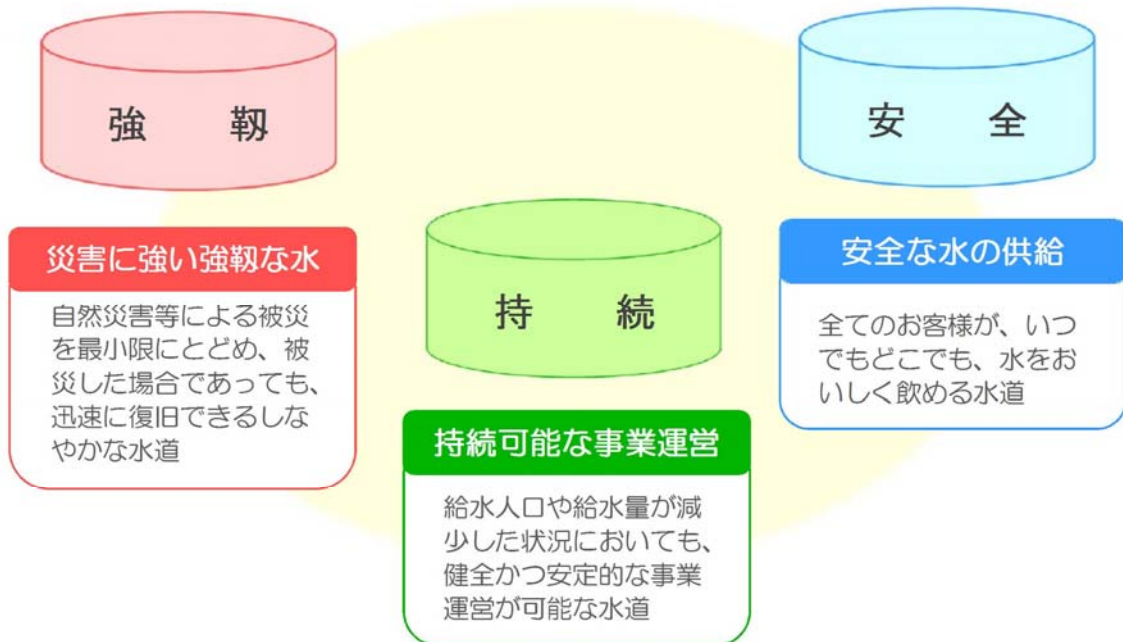 強 靱
災害に強い強靱な水
自然災害等による被災
を最小限にとどめ、被
災した場合であっても、
迅速に復旧できるしな
やかな水道
持 続
持続可能な事業運営
給水人口や給水量が減
少した状況においても、
健全かつ安定的な事業
運営が可能な水道
安 全
安全な水の供給
全てのお客様が、いつ
でもどこでも、水をお
いしく飲める水道